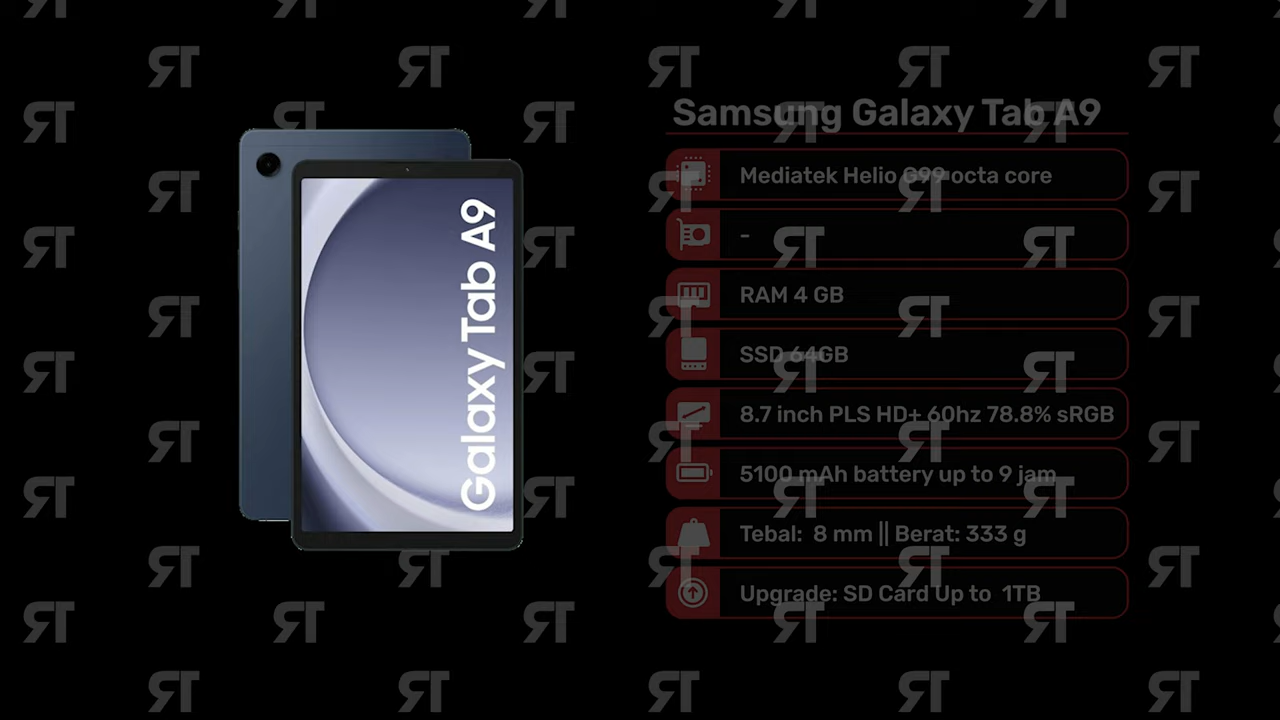 Samsung Galaxy Tab A9
Mediatek Helio G99 octa core
-
RAM 4 GB
SSD 64GB
8.7 inch PLS HD+ 60hz 78.8% sRGB
5100 mAh battery up to 9 jam
Tebal: 8 mm || Berat: 333 g
Upgrade: SD Card Up to 1TB
Galaxy Tab A9